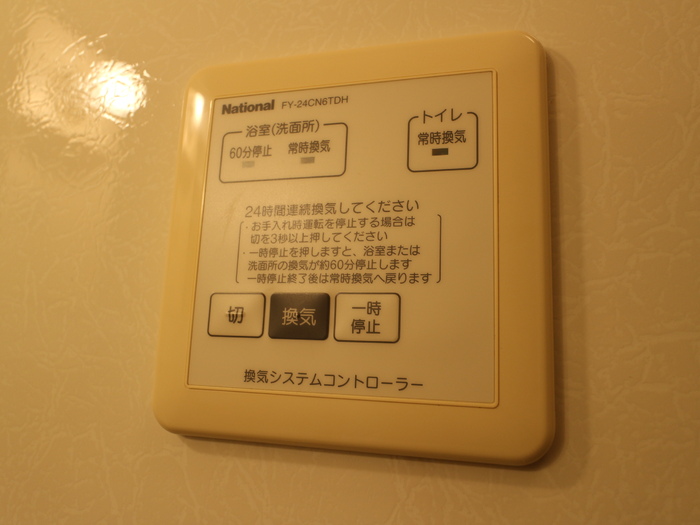 National FY-24CN6TDH
浴室(洗面所)
60分停止 常時換気
トイレ
常時換気
24時間連続換気してください
・お手入れ時運転を停止する場合は
切を3秒以上押してください
・一時停止を押しますと、浴室または
洗面所の換気が約60分停止します
一時停止終了後は常時換気へ戻ります
切
換気
一時
停止
換気システムコントローラー